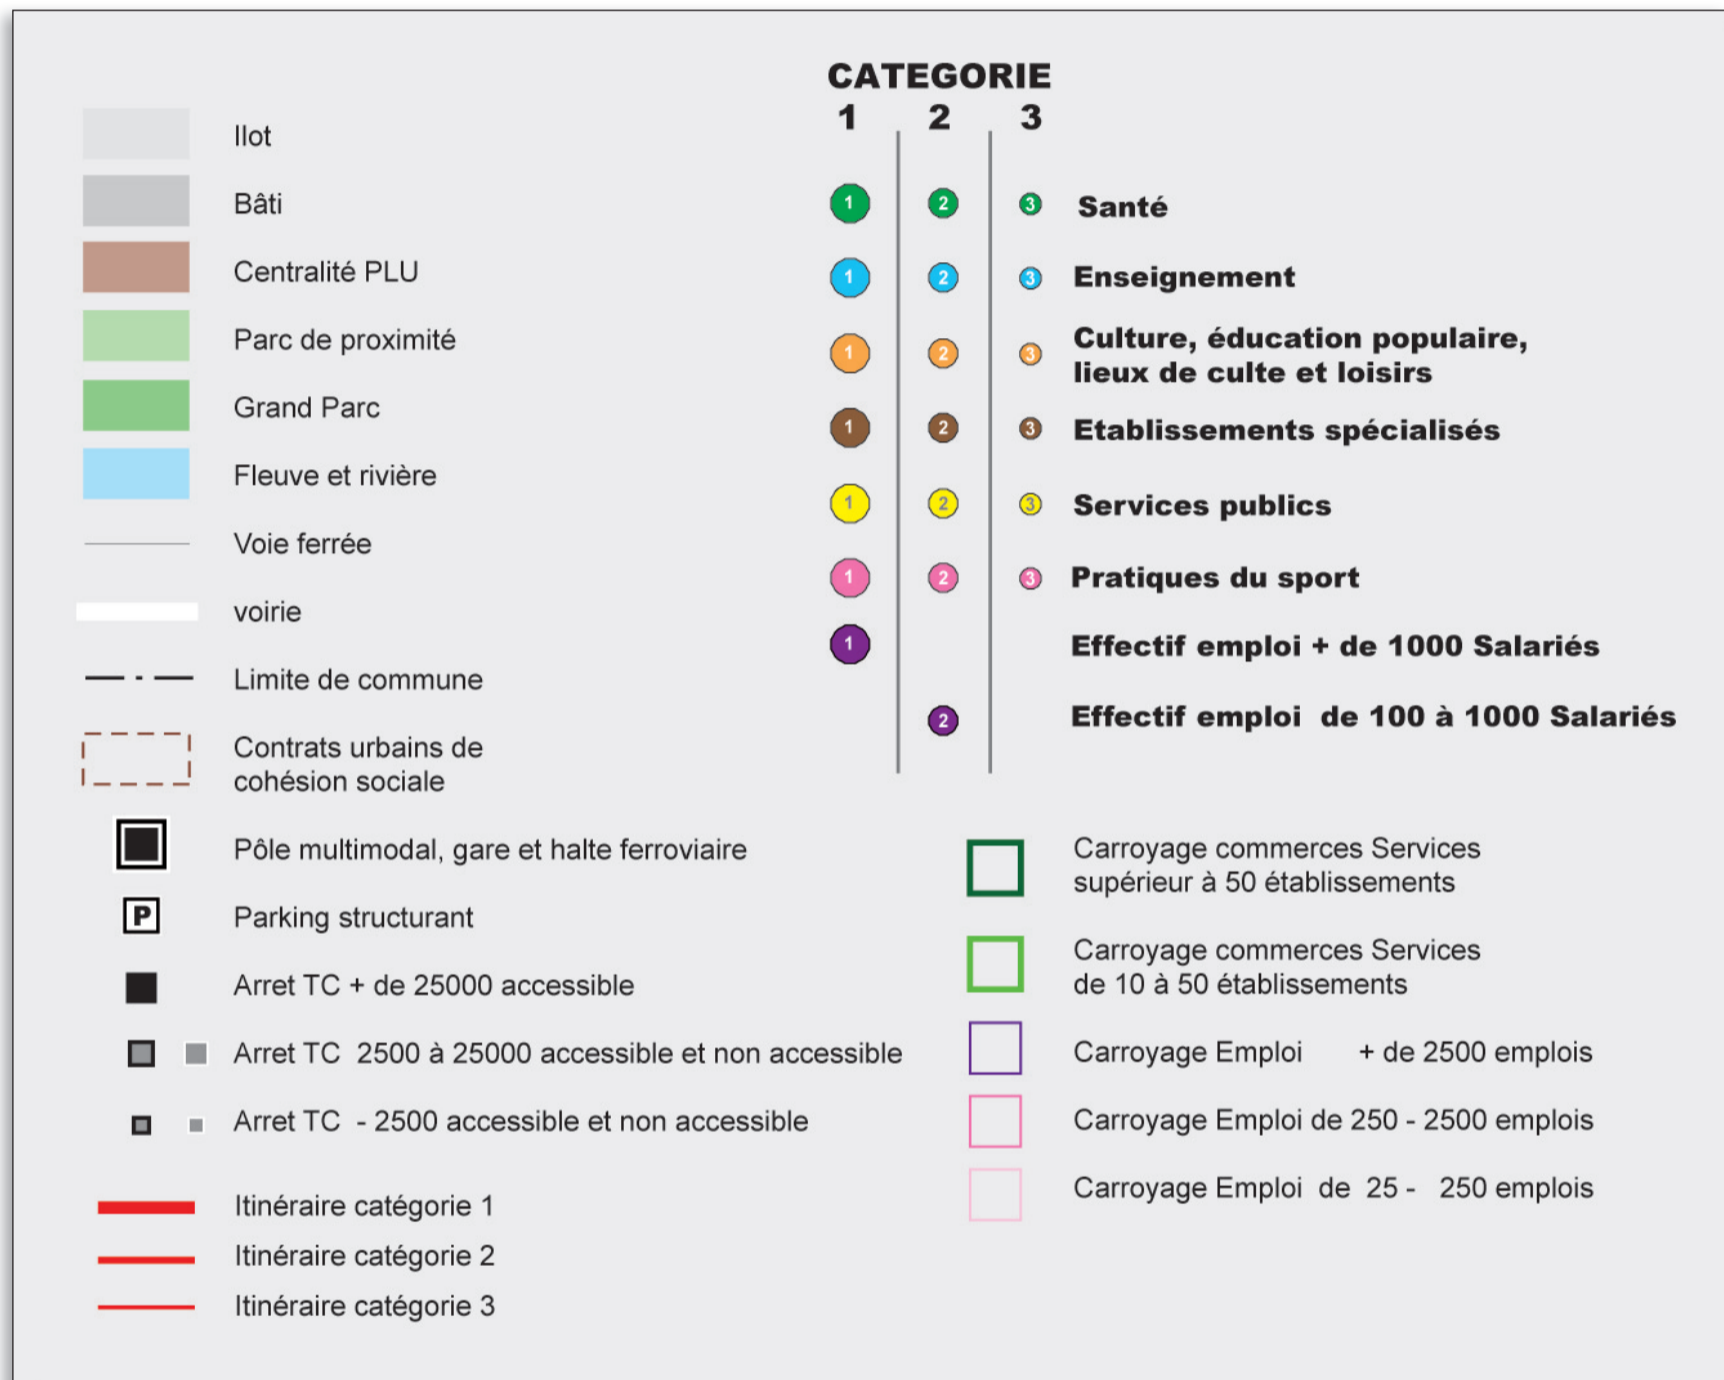 Ilot
Bâti
Centralité PLU
Parc de proximité
Grand Parc
Fleuve et rivière
Voie ferrée
voirie
Limite de commune
Contrats urbains de
cohésion sociale
Pôle multimodal, gare et halte ferroviaire
P
Parking structurant
Arret TC + de 25000 accessible
Arret TC 2500 à 25000 accessible et non accessible
Arret TC - 2500 accessible et non accessible
Itinéraire catégorie 1
Itinéraire catégorie 2
Itinéraire catégorie 3
CATEGORIE
1 2 3
1 2 3 Santé
1 2 3 Enseignement
1 2 3 Culture, éducation populaire,
lieux de culte et loisirs
1 2 3 Etablissements spécialisés
1 2 3 Services publics
1 2 3 Pratiques du sport
1 Effectif emploi + de 1000 Salariés
2 Effectif emploi de 100 à 1000 Salariés
Carroyage commerces Services
supérieur à 50 établissements
Carroyage commerces Services
de 10 à 50 établissements
Carroyage Emploi + de 2500 emplois
Carroyage Emploi de 250 - 2500 emplois
Carroyage Emploi de 25 - 250 emplois